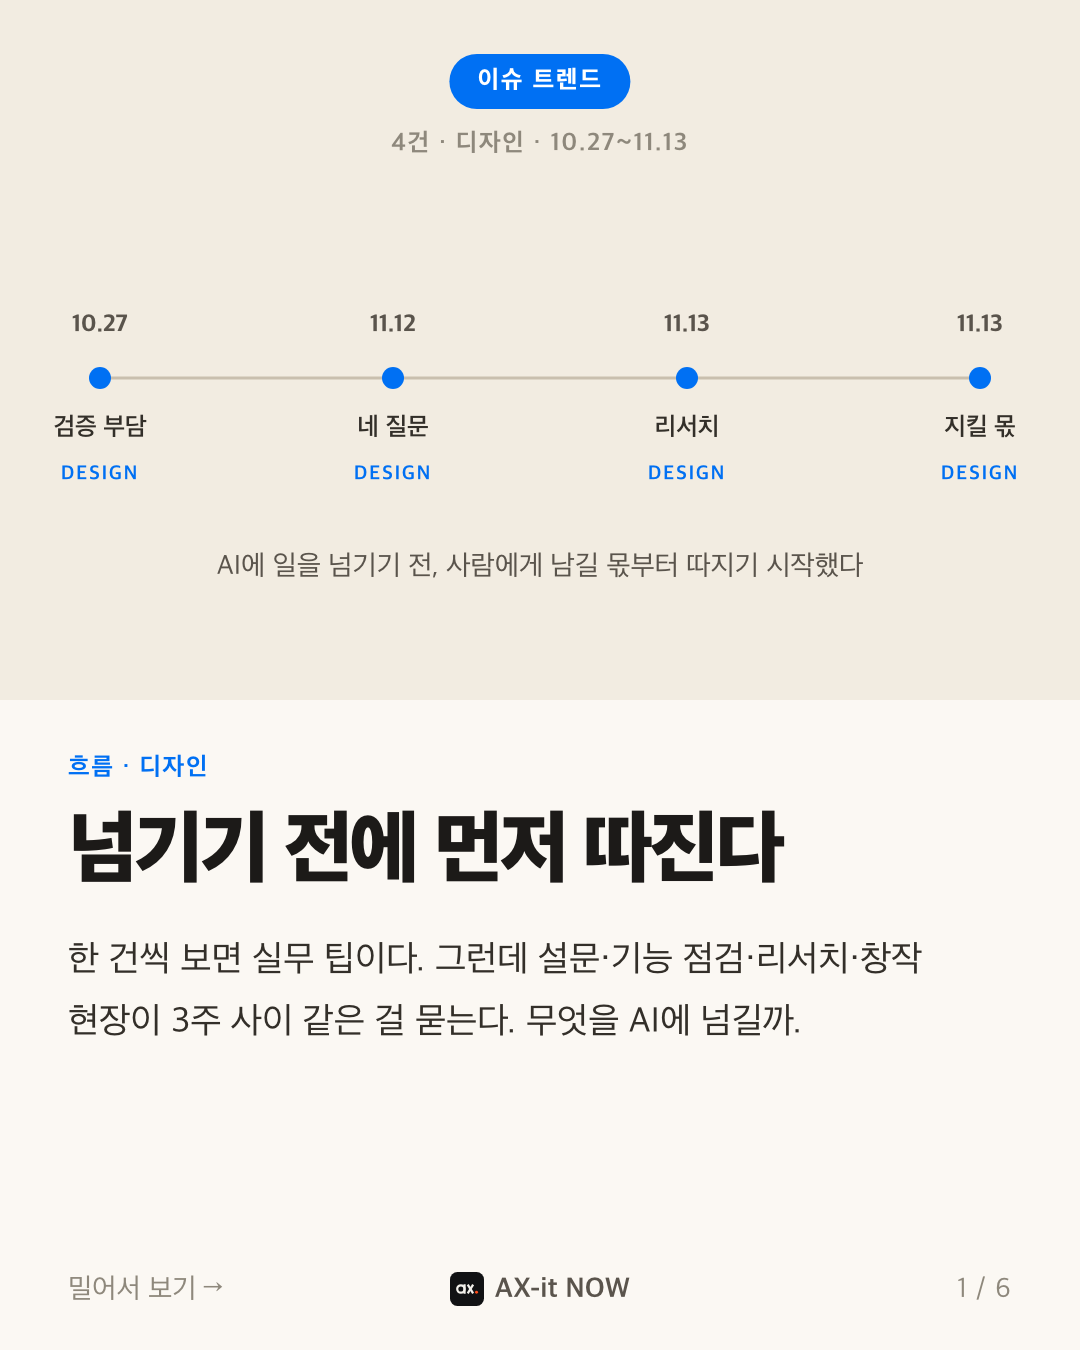 이슈 트렌드
4건 · 디자인 · 10.27~11.13
10.27 11.12 11.13 11.13
검증 부담 네 질문 리서치 지킬 몫
DESIGN DESIGN DESIGN DESIGN
AI에 일을 넘기기 전, 사람에게 남길 몫부터 따지기 시작했다
흐름 · 디자인
넘기기 전에 먼저 따진다
한 건씩 보면 실무 팁이다. 그런데 설문·기능 점검·리서치·창작
현장이 3주 사이 같은 걸 묻는다. 무엇을 AI에 넘길까.
밀어서 보기 → ax. AX-it NOW 1 / 6